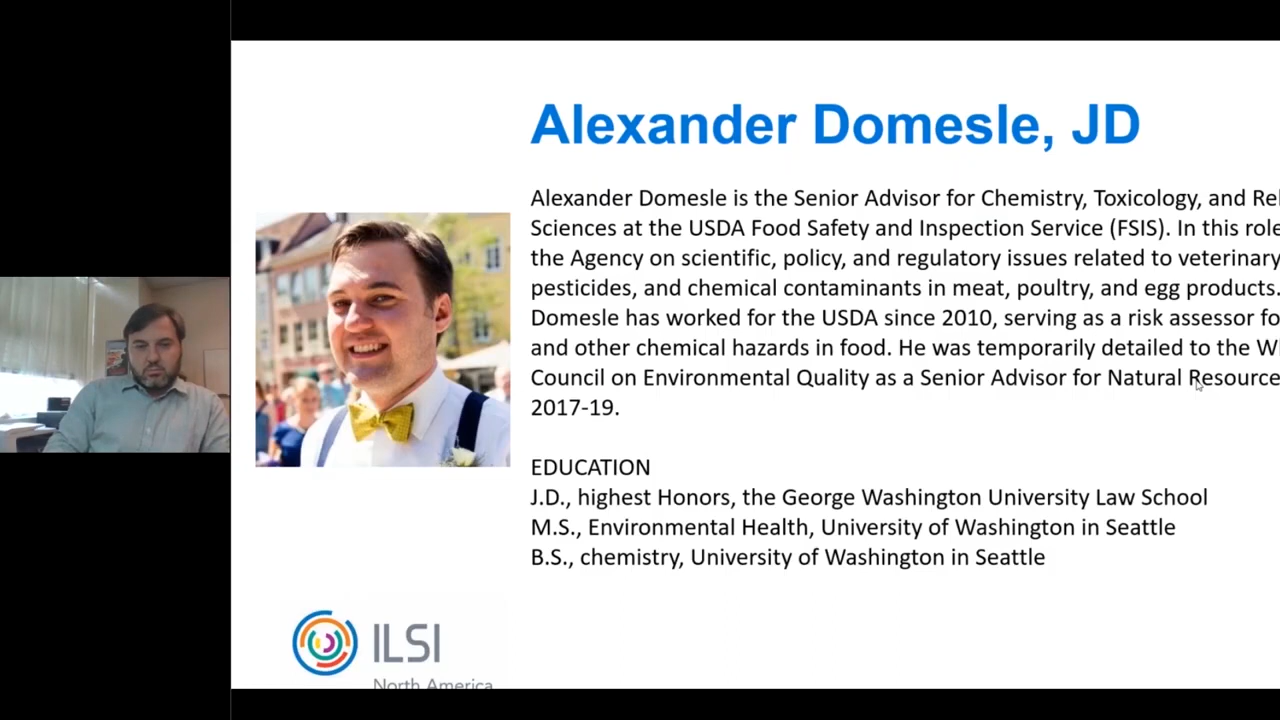 Alexander Domesle, JD
Alexander Domesle is the Senior Advisor for Chemistry, Toxicology, and Rel
Sciences at the USDA Food Safety and Inspection Service (FSIS). In this role
the Agency on scientific, policy, and regulatory issues related to veterinary
pesticides, and chemical contaminants in meat, poultry, and egg products.
Domesle has worked for the USDA since 2010, serving as a risk assessor fo
and other chemical hazards in food. He was temporarily detailed to the W
Council on Environmental Quality as a Senior Advisor for Natural Resource
2017-19.
EDUCATION
J.D., highest Honors, the George Washington University Law School
M.S., Environmental Health, University of Washington in Seattle
B.S., chemistry, University of Washington in Seattle
ILSI
North America